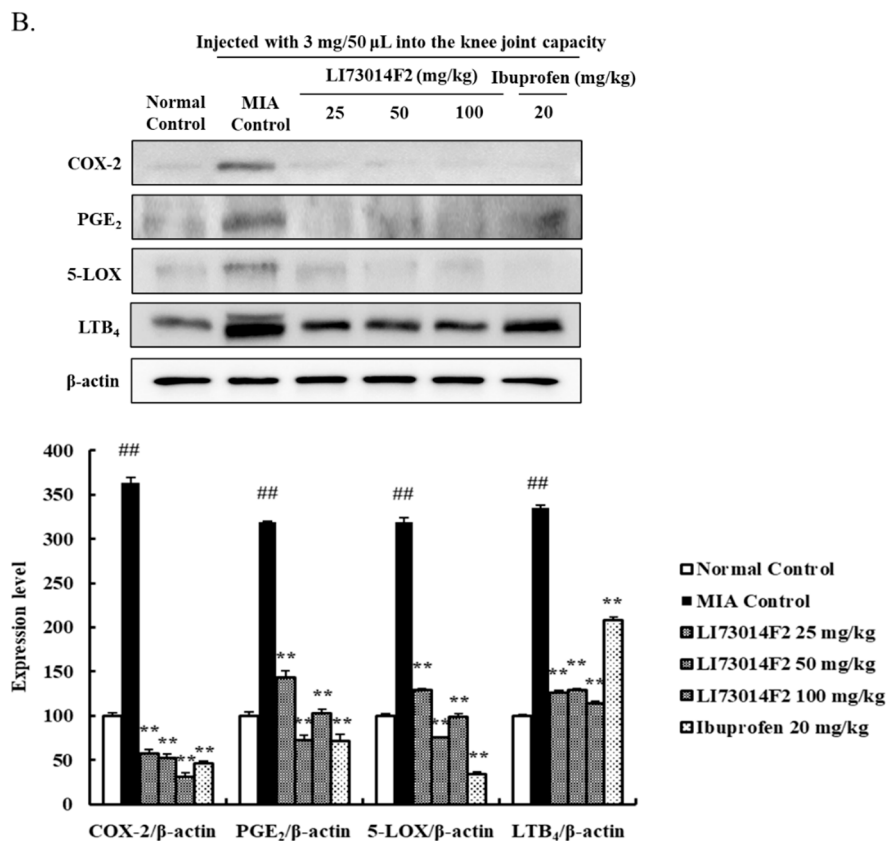 B.
Injected with 3 mg/50 μL into the knee joint capacity
LI73014F2 (mg/kg) Ibuprofen (mg/kg)
Normal Control MIA Control 25 50 100 20
COX-2
PGE₂
5-LOX
LTB₄
β-actin
400
350
300
250
200
150
100
50
0
Expression level
## ## ## ##
** ** ** **
** ** ** **
** ** ** **
** ** ** **
COX-2/β-actin PGE₂/β-actin 5-LOX/β-actin LTB₄/β-actin
Normal Control
MIA Control
LI73014F2 25 mg/kg
LI73014F2 50 mg/kg
LI73014F2 100 mg/kg
Ibuprofen 20 mg/kg